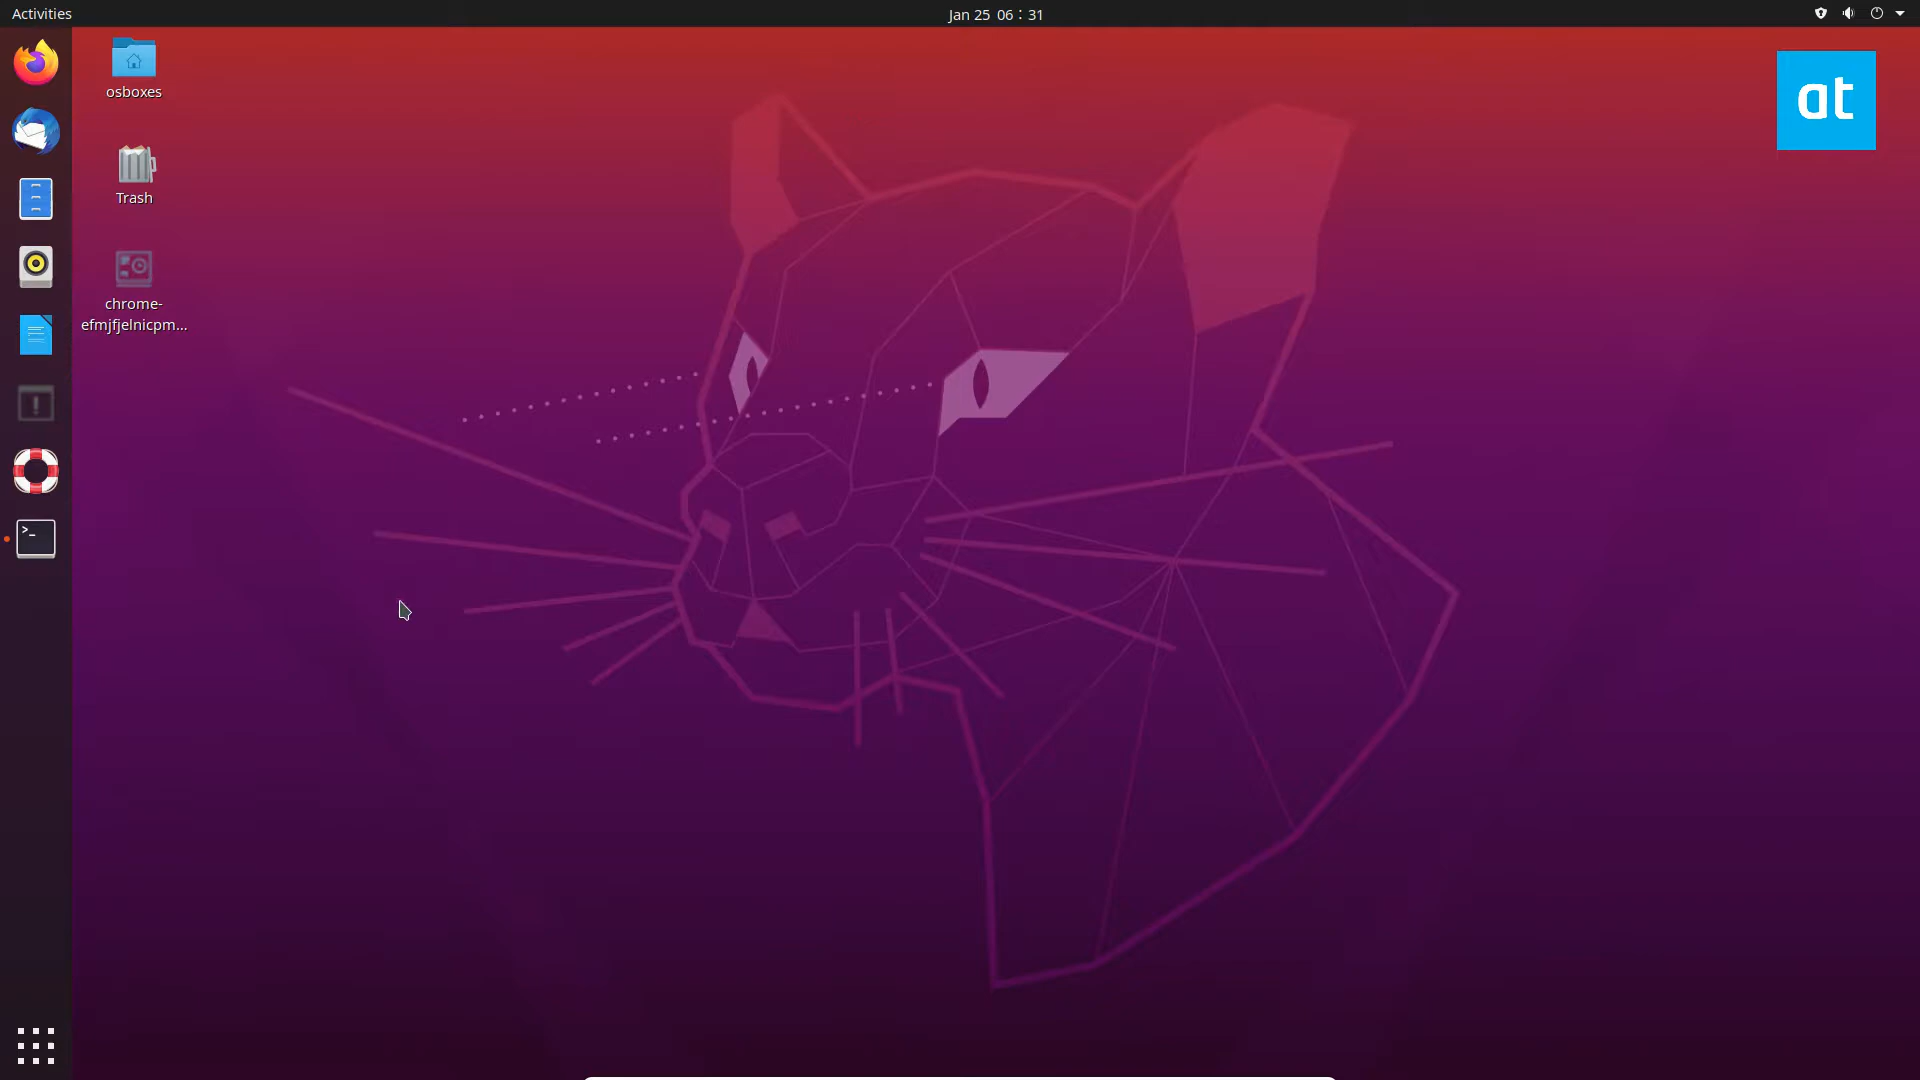 Activities
Jan 25 06:31
osboxes
at
Trash
chrome-
efmjfjelnicpm...
>_